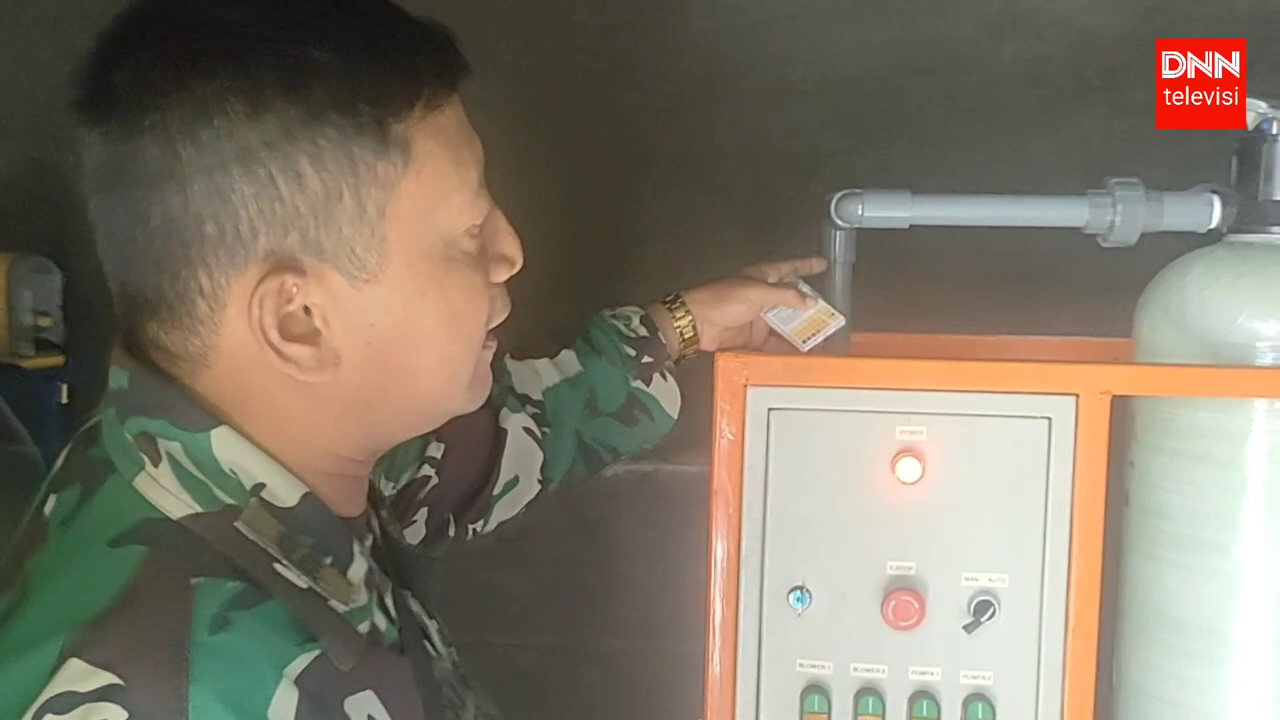 DNN
televisi
POWER
E.STOP
MAN AUTO
BLOWER 1
BLOWER 2
POMPA 1
POMPA 2